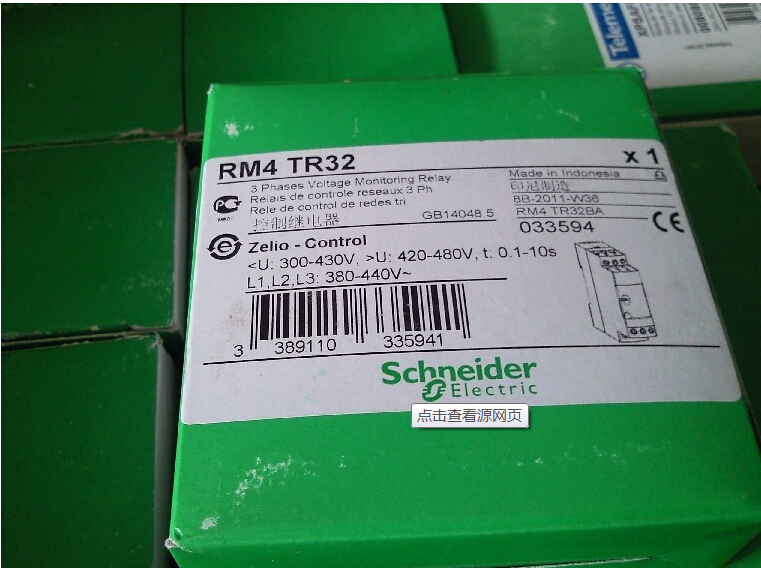 RM4 TR32
x 1
3 Phases Voltage Monitoring Relay
Relais de controle reseaux 3 Ph
Rele de control de redes tri
控制继电器
GB14048.5
Made in Indonesia
印尼制造
8B-2011-W36
RM4 TR32BA
033594
CE
Zelio - Control
<U: 300-430V, >U: 420-480V, t: 0.1-10s
L1,L2,L3: 380-440V~
3 389110 335941
Schneider
Electric
点击查看源网页
Teleme